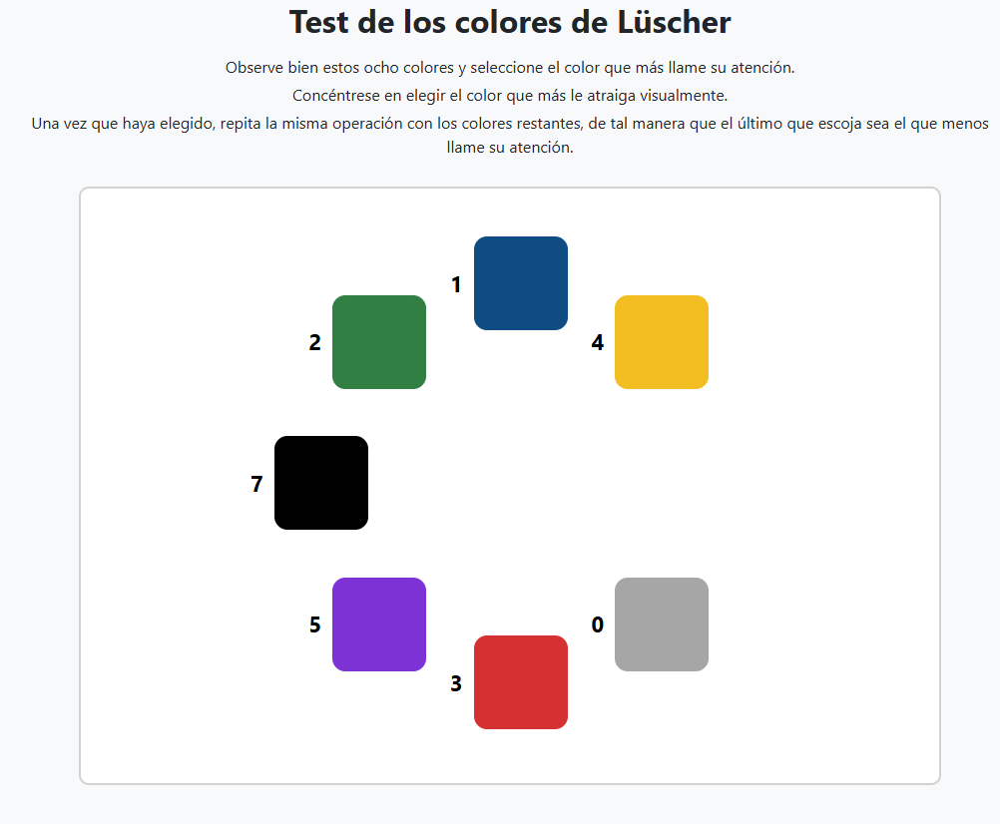 Test de los colores de Lüscher
Observe bien estos ocho colores y seleccione el color que más llame su atención.
Concéntrese en elegir el color que más le atraiga visualmente.
Una vez que haya elegido, repita la misma operación con los colores restantes, de tal manera que el último que escoja sea el que menos
llame su atención.
1
2
4
7
5
0
3